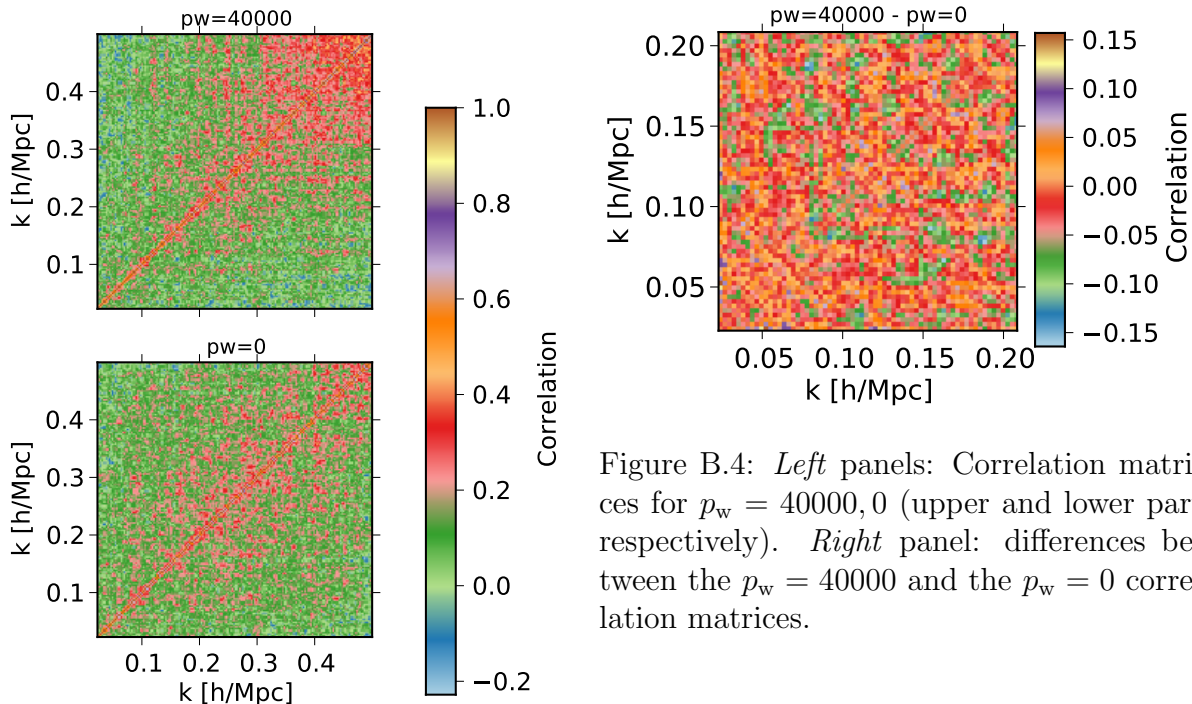 pw=40000
k [h/Mpc]
0.4
0.3
0.2
0.1
pw=0
k [h/Mpc]
0.4
0.3
0.2
0.1
0.1 0.2 0.3 0.4
k [h/Mpc]
1.0
0.8
0.6
0.4
0.2
0.0
−0.2
Correlation
pw=40000 - pw=0
k [h/Mpc]
0.20
0.15
0.10
0.05
0.05 0.10 0.15 0.20
k [h/Mpc]
0.15
0.10
0.05
0.00
−0.05
−0.10
−0.15
Correlation
Figure B.4: Left panels: Correlation matri
ces for p_w = 40000, 0 (upper and lower par
respectively). Right panel: differences be
tween the p_w = 40000 and the p_w = 0 corre
lation matrices.